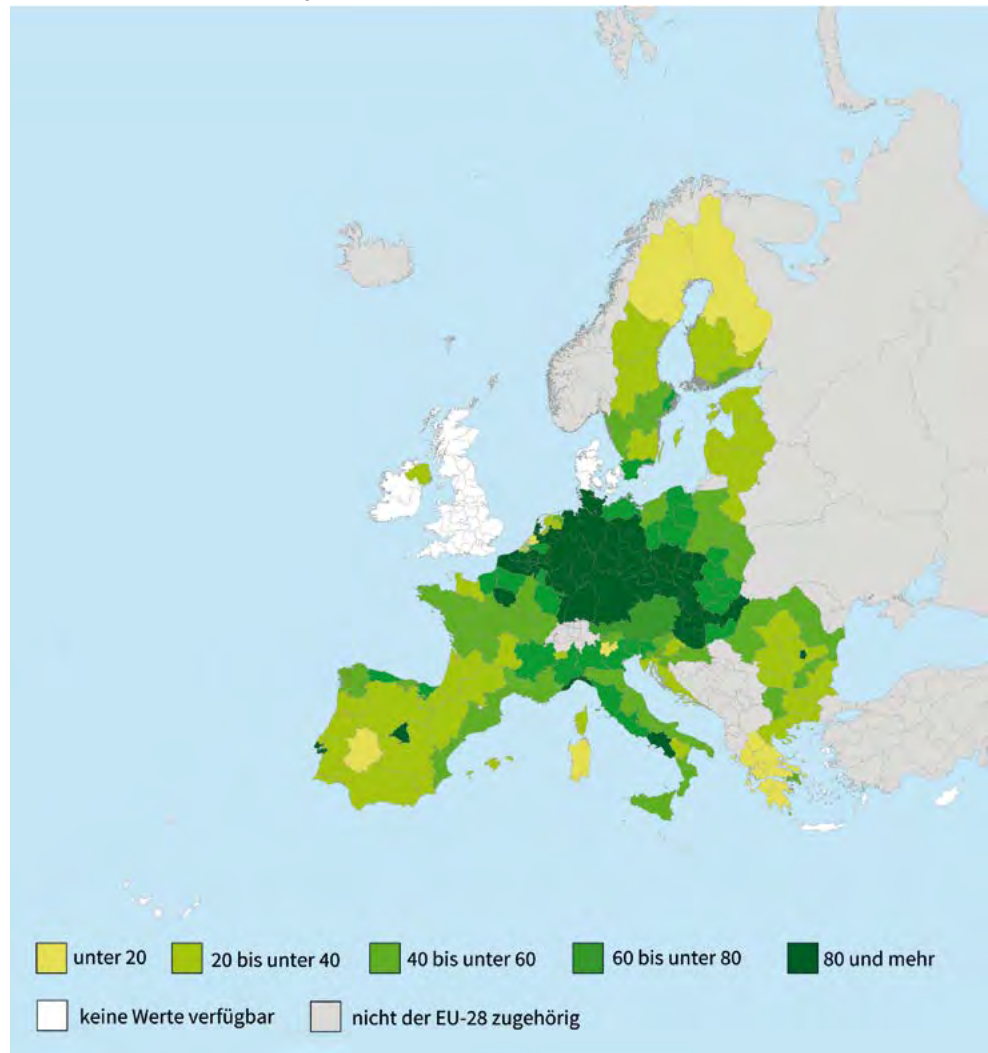 unter 20
20 bis unter 40
40 bis unter 60
60 bis unter 80
80 und mehr
keine Werte verfügbar
nicht der EU-28 zugehörig